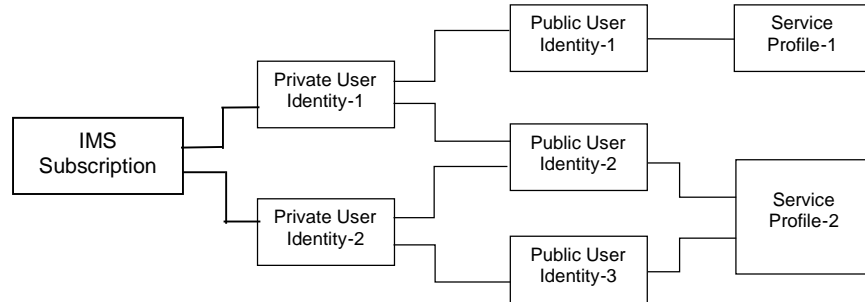 IMS
Subscription
Private User
Identity-1
Private User
Identity-2
Public User
Identity-1
Public User
Identity-2
Public User
Identity-3
Service
Profile-1
Service
Profile-2